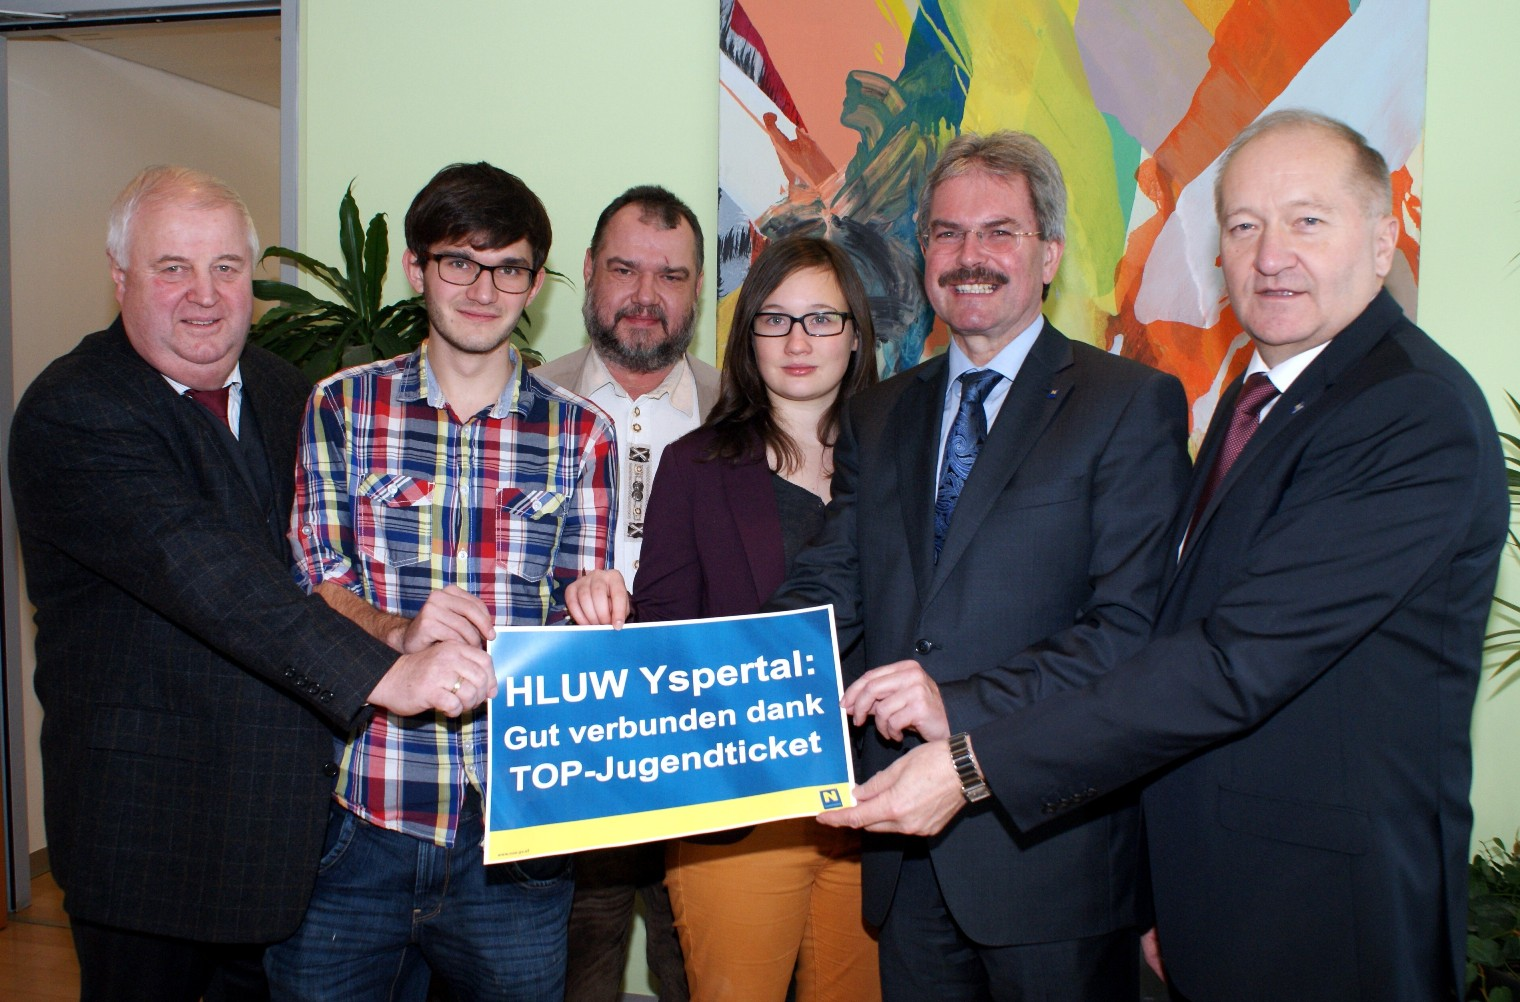 HLUW Yspertal:
Gut verbunden dank
TOP-Jugendticket
N